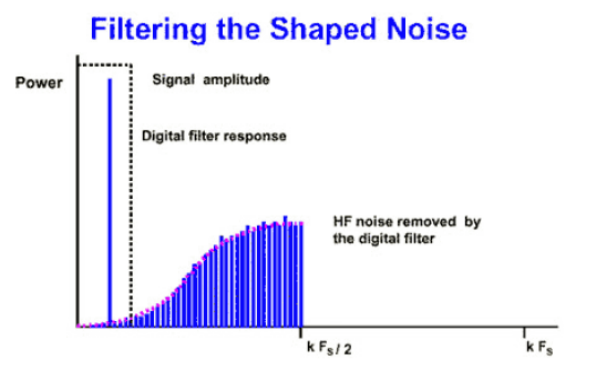 Filtering the Shaped Noise
Power
Signal amplitude
Digital filter response
HF noise removed by
the digital filter
k Fs / 2
k Fs